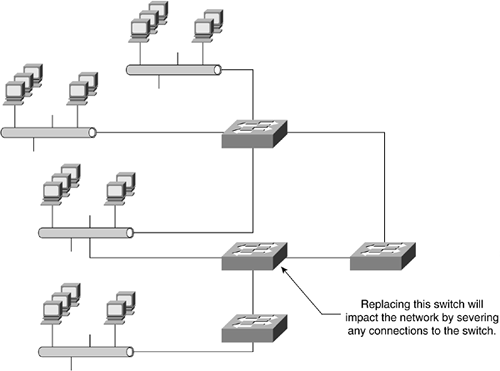 Replacing this switch will
impact the network by severing
any connections to the switch.